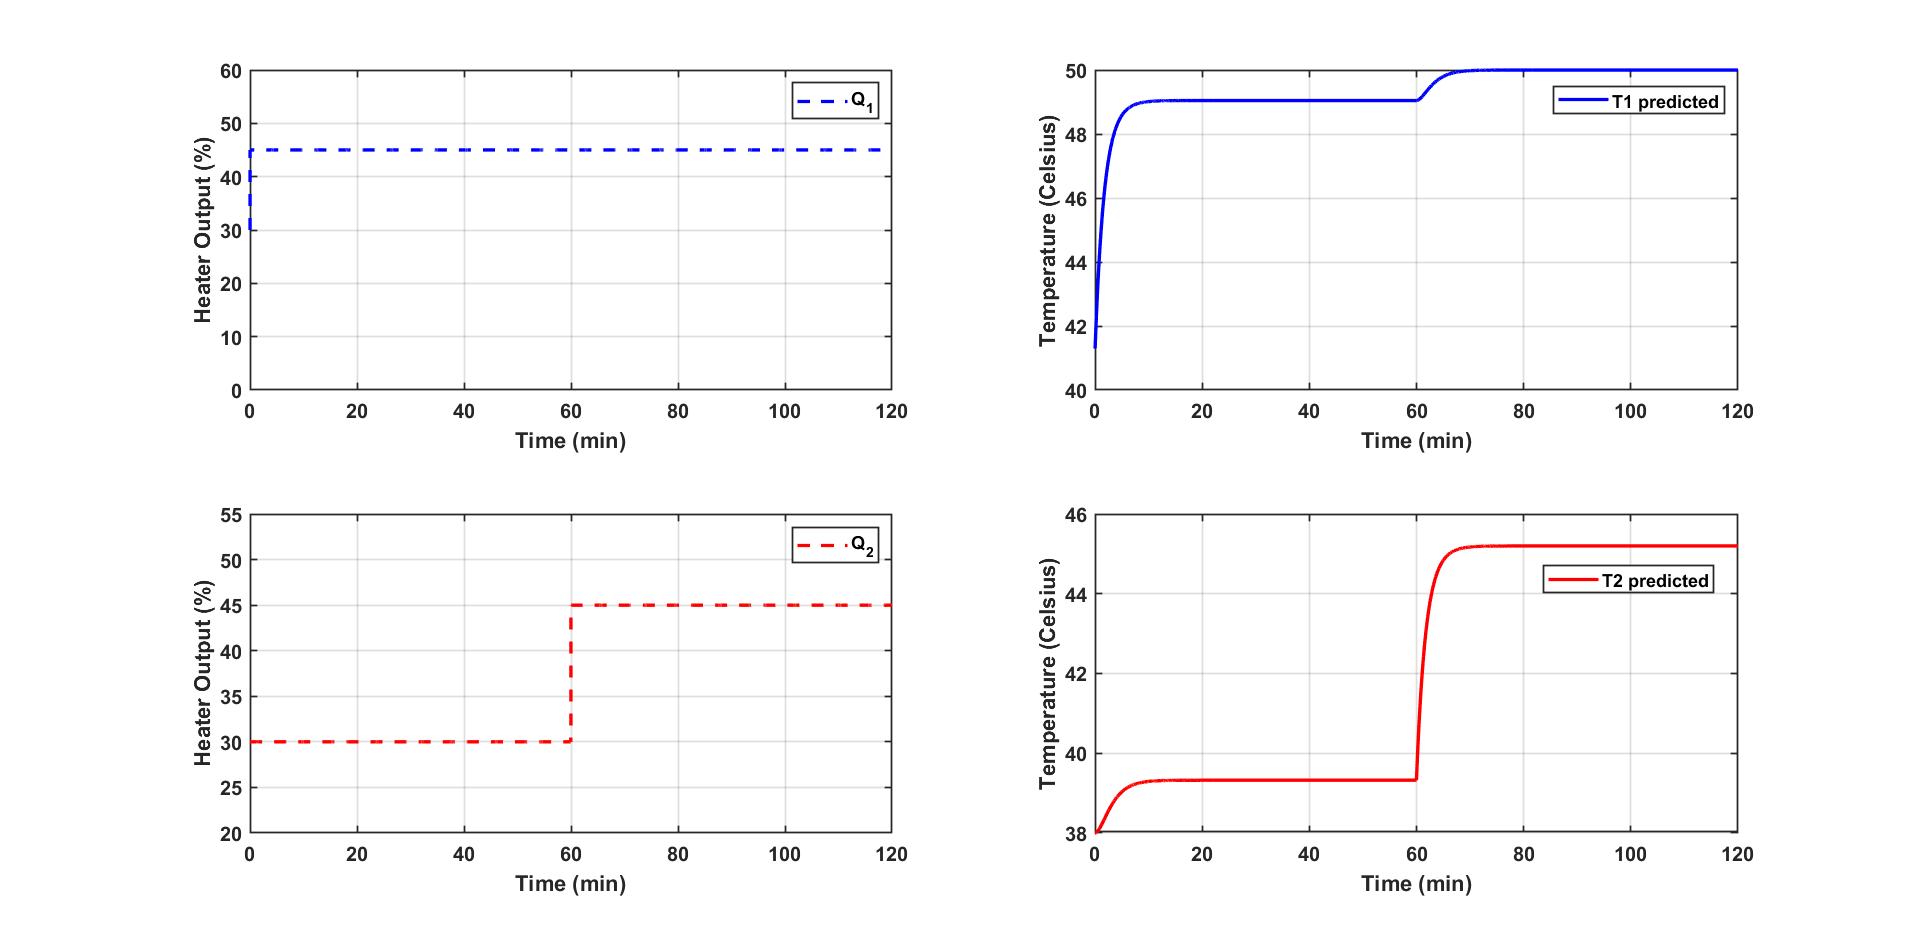 60
50
40
30
20
10
0
Heater Output (%)
Q1
0 20 40 60 80 100 120
Time (min)
50
48
46
44
42
40
Temperature (Celsius)
T1 predicted
0 20 40 60 80 100 120
Time (min)
55
50
45
40
35
30
25
20
Heater Output (%)
Q2
0 20 40 60 80 100 120
Time (min)
46
44
42
40
38
Temperature (Celsius)
T2 predicted
0 20 40 60 80 100 120
Time (min)